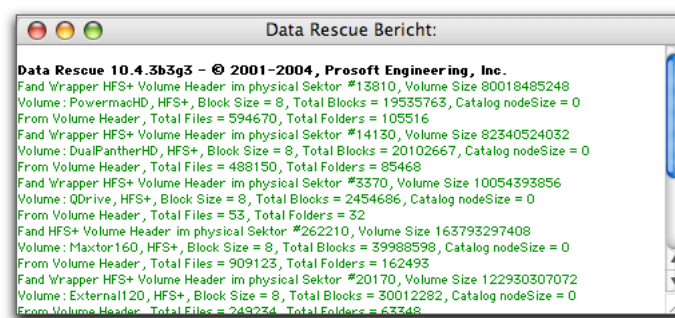 Data Rescue Bericht:
Data Rescue 10.4.3b3g3 - © 2001-2004, Prosoft Engineering, Inc.
Fand Wrapper HFS+ Volume Header im physical Sektor #13810, Volume Size 80018485248
Volume: PowermacHD, HFS+, Block Size = 8, Total Blocks = 19535763, Catalog nodeSize = 0
From Volume Header, Total Files = 594670, Total Folders = 105516
Fand Wrapper HFS+ Volume Header im physical Sektor #14130, Volume Size 82340524032
Volume: DualPantherHD, HFS+, Block Size = 8, Total Blocks = 20102667, Catalog nodeSize = 0
From Volume Header, Total Files = 488150, Total Folders = 85468
Fand Wrapper HFS+ Volume Header im physical Sektor #3370, Volume Size 10054393856
Volume: QDrive, HFS+, Block Size = 8, Total Blocks = 2454686, Catalog nodeSize = 0
From Volume Header, Total Files = 53, Total Folders = 32
Fand HFS+ Volume Header im physical Sektor #262210, Volume Size 163793297408
Volume: Maxtor160, HFS+, Block Size = 8, Total Blocks = 39988598, Catalog nodeSize = 0
From Volume Header, Total Files = 909123, Total Folders = 162493
Fand Wrapper HFS+ Volume Header im physical Sektor #20170, Volume Size 122930307072
Volume: External120, HFS+, Block Size = 8, Total Blocks = 30012282, Catalog nodeSize = 0
From Volume Header, Total Files = 249234, Total Folders = 63348